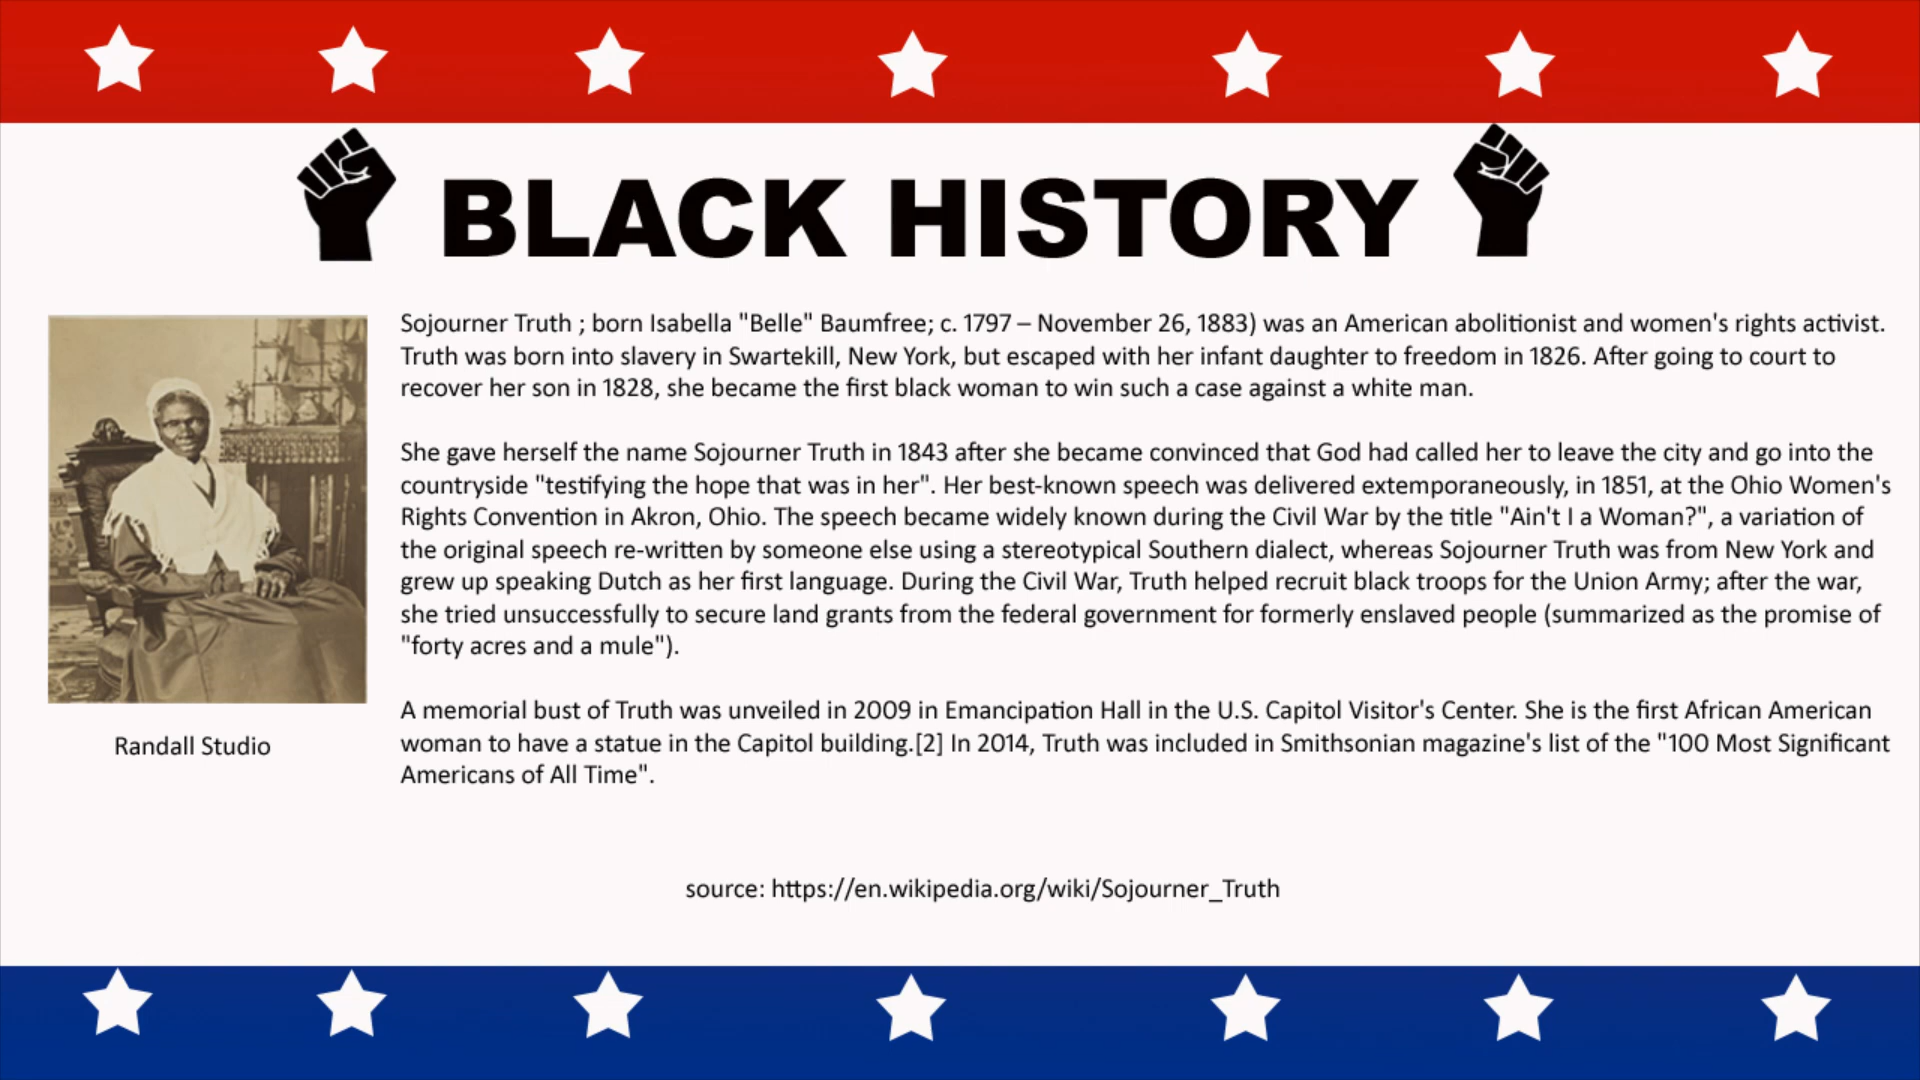 BLACK HISTORY
Sojourner Truth ; born Isabella "Belle" Baumfree; c. 1797 – November 26, 1883) was an American abolitionist and women's rights activist.
Truth was born into slavery in Swartekill, New York, but escaped with her infant daughter to freedom in 1826. After going to court to
recover her son in 1828, she became the first black woman to win such a case against a white man.
She gave herself the name Sojourner Truth in 1843 after she became convinced that God had called her to leave the city and go into the
countryside "testifying the hope that was in her". Her best-known speech was delivered extemporaneously, in 1851, at the Ohio Women's
Rights Convention in Akron, Ohio. The speech became widely known during the Civil War by the title "Ain't I a Woman?", a variation of
the original speech re-written by someone else using a stereotypical Southern dialect, whereas Sojourner Truth was from New York and
grew up speaking Dutch as her first language. During the Civil War, Truth helped recruit black troops for the Union Army; after the war,
she tried unsuccessfully to secure land grants from the federal government for formerly enslaved people (summarized as the promise of
"forty acres and a mule").
A memorial bust of Truth was unveiled in 2009 in Emancipation Hall in the U.S. Capitol Visitor's Center. She is the first African American
woman to have a statue in the Capitol building.[2] In 2014, Truth was included in Smithsonian magazine's list of the "100 Most Significant
Americans of All Time".
Randall Studio
source: https://en.wikipedia.org/wiki/Sojourner_Truth